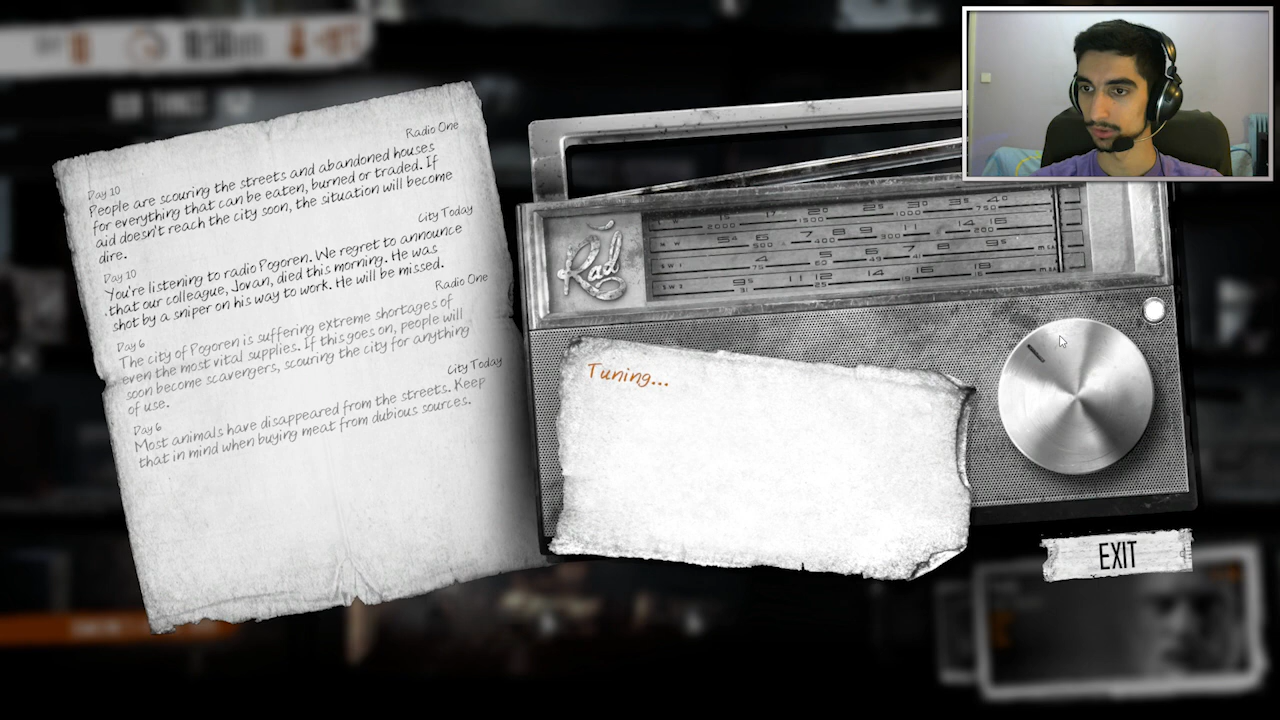 Radio One
Day 10
People are scouring the streets and abandoned houses
for everything that can be eaten, burned or traded. If
aid doesn't reach the city soon, the situation will become
dire.
City Today
Day 10
You're listening to radio Pogoren. We regret to announce
that our colleague, Jovan, died this morning. He was
shot by a sniper on his way to work. He will be missed.
Radio One
Day 6
The city of Pogoren is suffering extreme shortages of
even the most vital supplies. If this goes on, people will
soon become scavengers, scouring the city for anything
of use.
City Today
Day 6
Most animals have disappeared from the streets. Keep
that in mind when buying meat from dubious sources.
Rad
Tuning...
EXIT